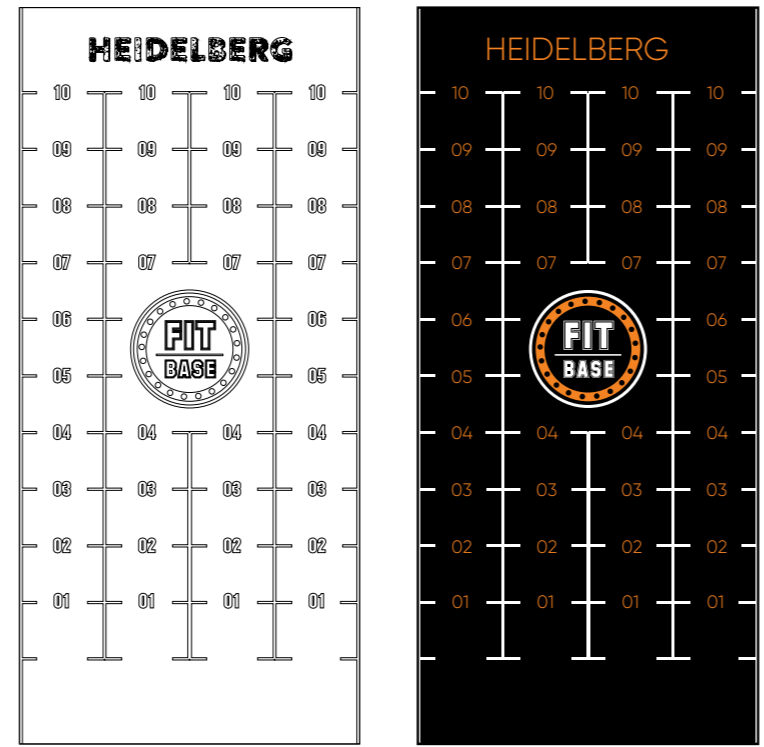 HEIDELBERG
10 10 10 10
09 09 09 09
08 08 08 08
07 07 07 07
06 06
FIT
BASE
05 05
04 04 04 04
03 03 03 03
02 02 02 02
01 01 01 01
HEIDELBERG
10 10 10 10
09 09 09 09
08 08 08 08
07 07 07 07
06 06
FIT
BASE
05 05
04 04 04 04
03 03 03 03
02 02 02 02
01 01 01 01